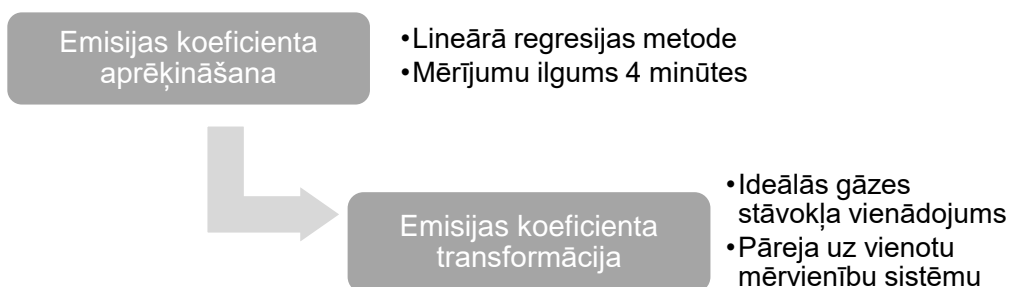 Emisijas koeficienta
aprēķināšana
•Lineārā regresijas metode
•Mērījumu ilgums 4 minūtes
Emisijas koeficienta
transformācija
•Ideālās gāzes
stāvokļa vienādojums
•Pāreja uz vienotu
mērvienību sistēmu